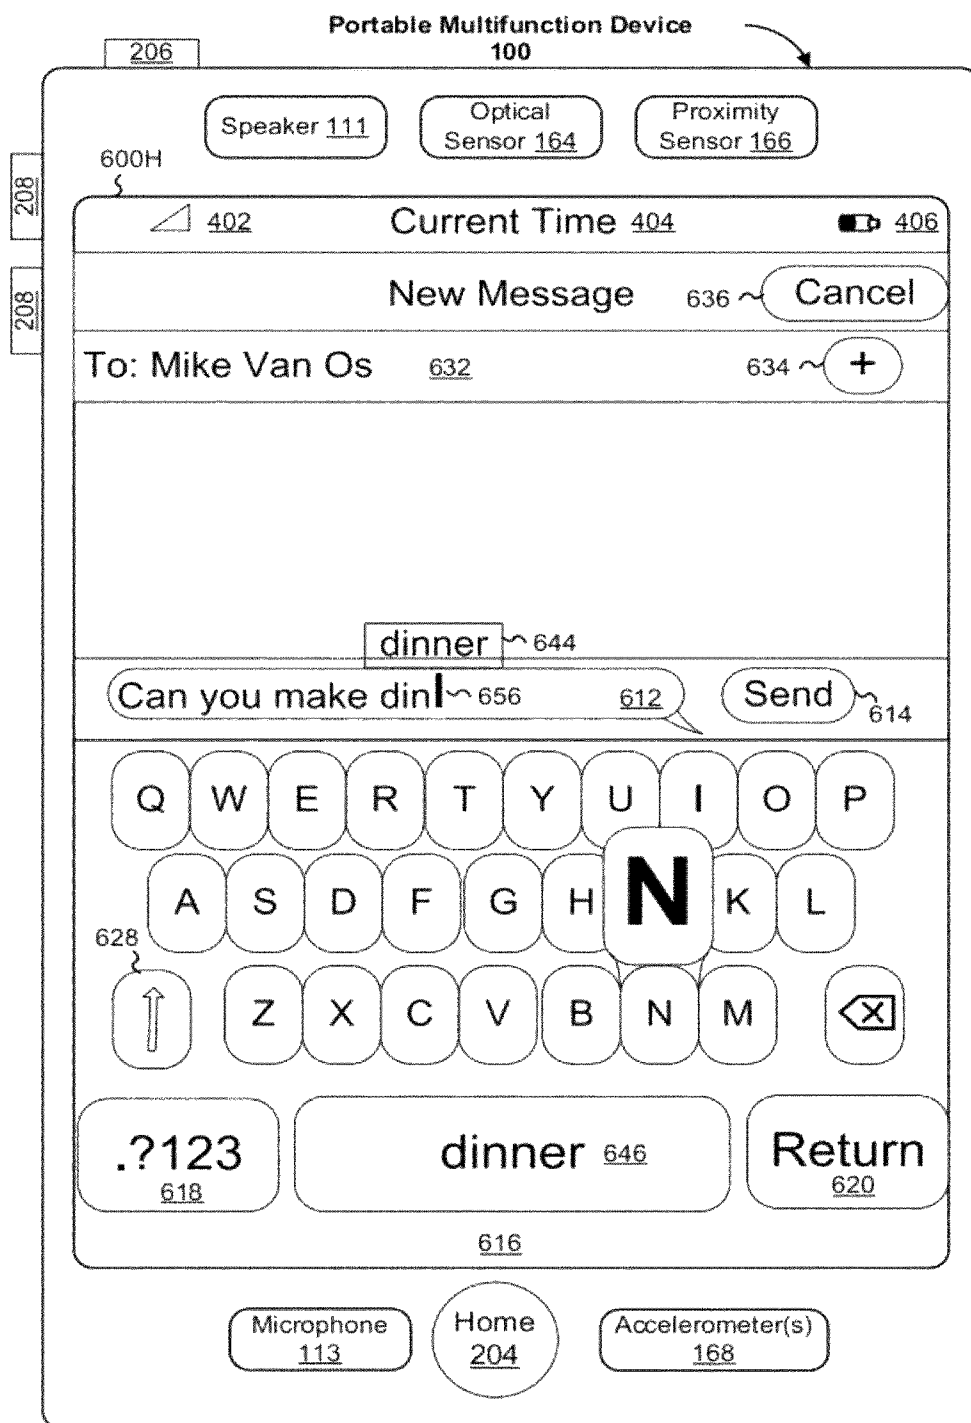 Portable Multifunction Device
100
206
Speaker 111
Optical
Sensor 164
Proximity
Sensor 166
600H
208
208
402 Current Time 404 406
New Message 636 Cancel
To: Mike Van Os 632 634 +
dinner 644
Can you make din 656 612 Send 614
Q W E R T Y U I O P
A S D F G H N K L
628
Z X C V B N M
.?123 618
dinner 646
Return 620
616
Microphone
113
Home
204
Accelerometer(s)
168